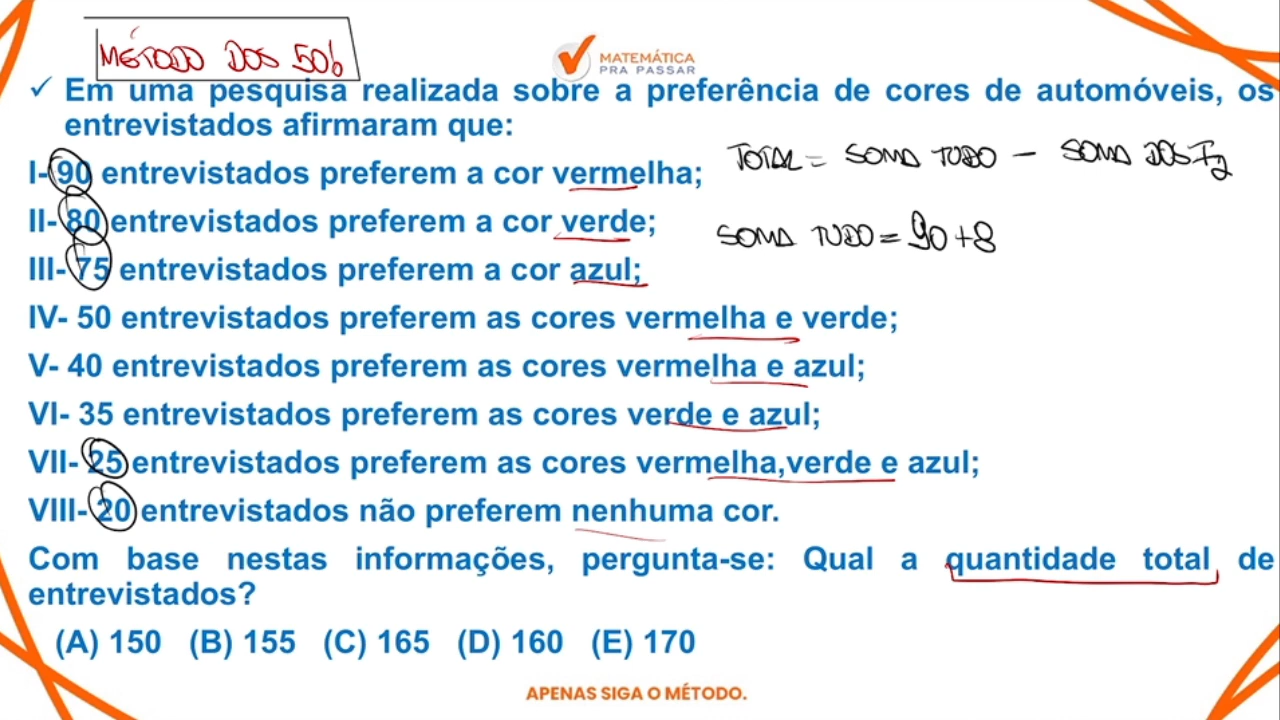 MÉTODO DOS 50%
MATEMÁTICA
PRA PASSAR
✓ Em uma pesquisa realizada sobre a preferência de cores de automóveis, os
entrevistados afirmaram que:
TOTAL = SOMA TUDO - SOMA DOS I2
I- 90 entrevistados preferem a cor vermelha;
II- 80 entrevistados preferem a cor verde;
SOMA TUDO = 90+8
III- 75 entrevistados preferem a cor azul;
IV- 50 entrevistados preferem as cores vermelha e verde;
V- 40 entrevistados preferem as cores vermelha e azul;
VI- 35 entrevistados preferem as cores verde e azul;
VII- 25 entrevistados preferem as cores vermelha,verde e azul;
VIII- 20 entrevistados não preferem nenhuma cor.
Com base nestas informações, pergunta-se: Qual a quantidade total de
entrevistados?
(A) 150 (B) 155 (C) 165 (D) 160 (E) 170
APENAS SIGA O MÉTODO.